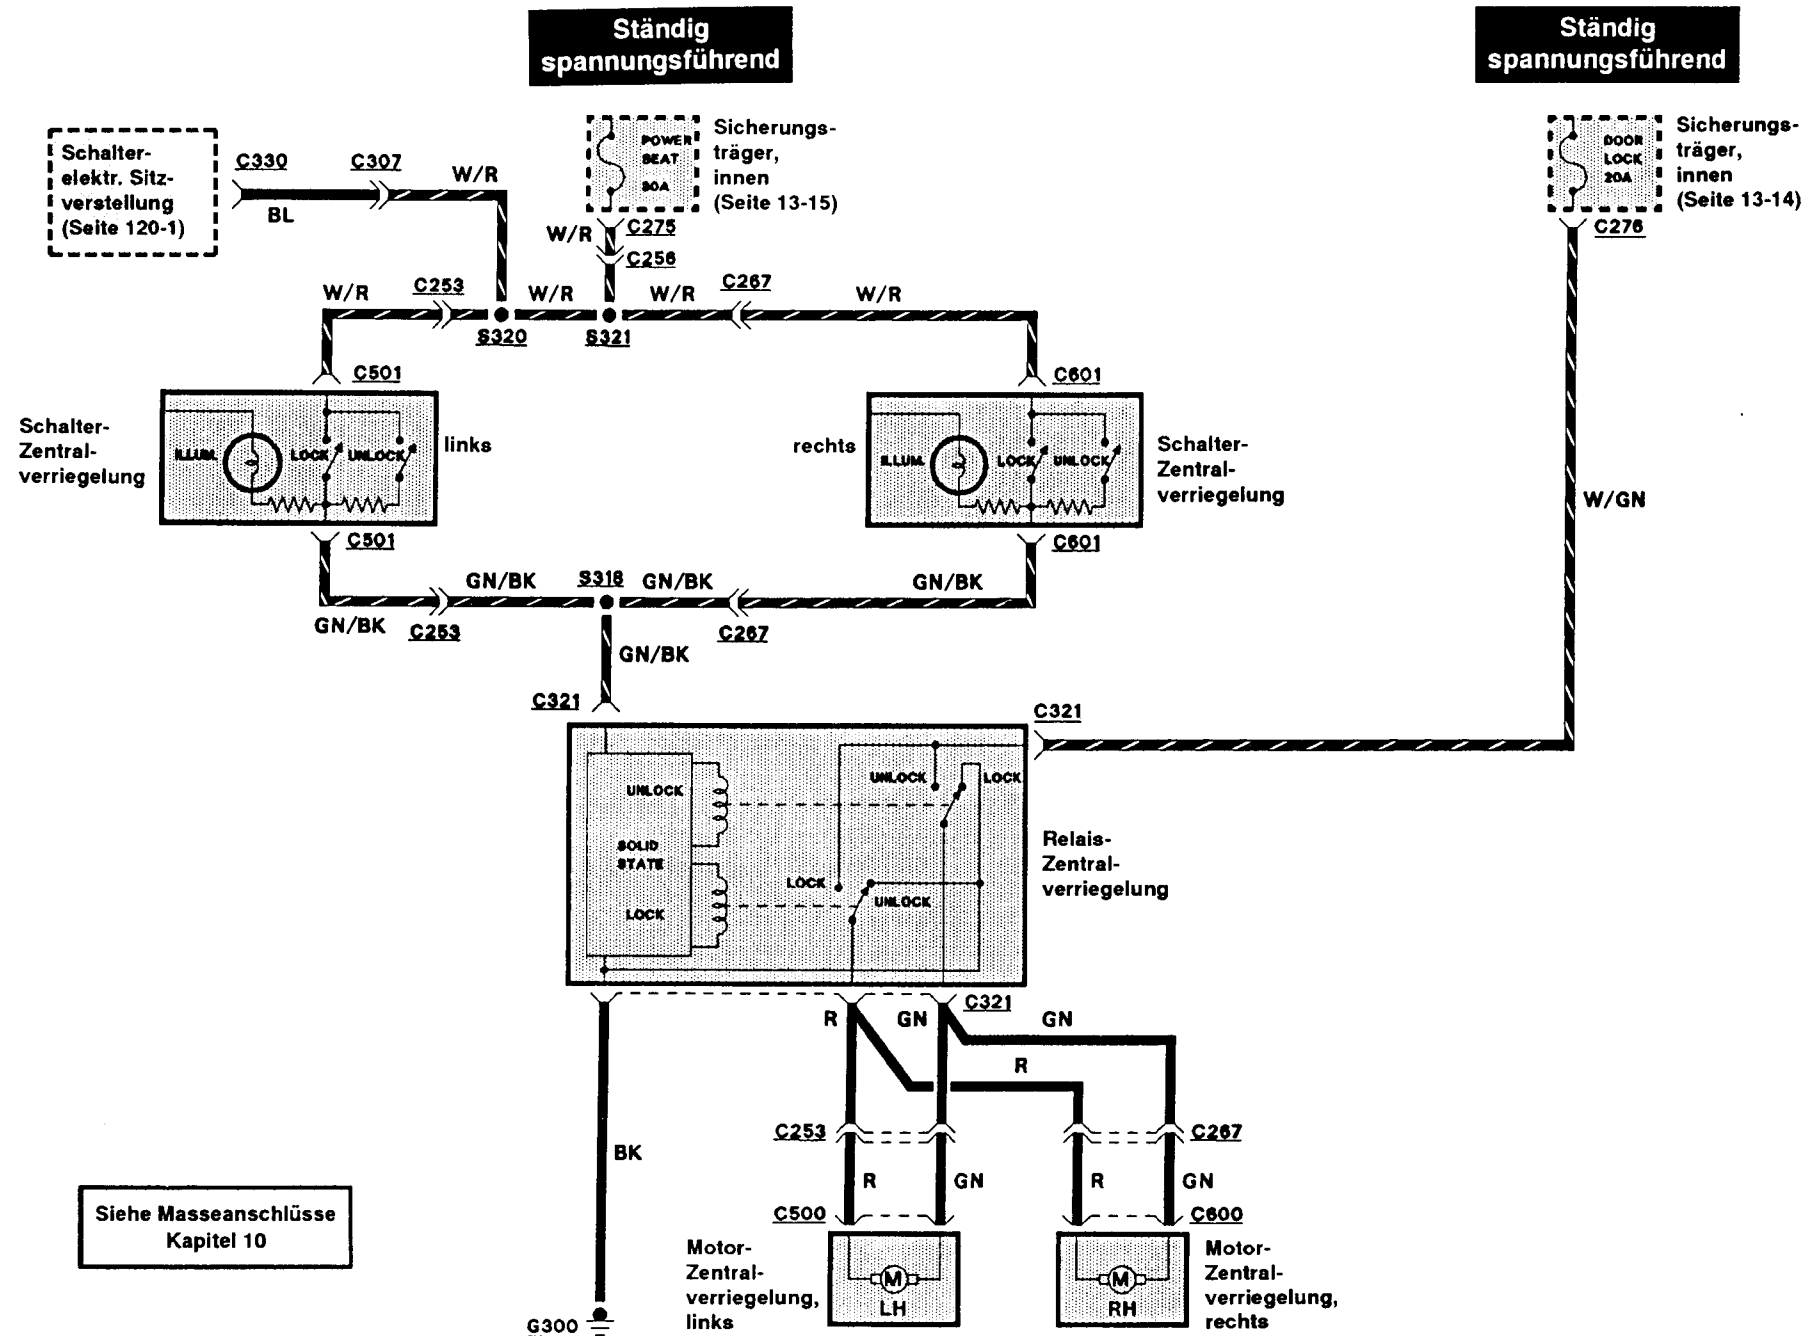 Ständig
spannungsführend
Ständig
spannungsführend
Schalter-
elektr. Sitz-
verstellung
(Seite 120-1)
C330
C307
W/R
BL
POWER
SEAT
30A
Sicherungs-
träger,
innen
(Seite 13-15)
DOOR
LOCK
20A
Sicherungs-
träger,
innen
(Seite 13-14)
C275
W/R
C256
C276
W/R
C253
W/R
W/R
C267
W/R
S320
S321
C501
C601
Schalter-
Zentral-
verriegelung
ILLUM.
LOCK
UNLOCK
links
rechts
ILLUM.
LOCK
UNLOCK
Schalter-
Zentral-
verriegelung
W/GN
C501
C601
GN/BK
S318
GN/BK
GN/BK
GN/BK
C253
C267
GN/BK
C321
C321
UNLOCK
SOLID
STATE
LOCK
UNLOCK
LOCK
LOCK
UNLOCK
Relais-
Zentral-
verriegelung
C321
R
GN
GN
R
C253
C267
BK
R
GN
R
GN
C500
C600
Siehe Masseanschlüsse
Kapitel 10
Motor-
Zentral-
verriegelung,
links
M
LH
M
RH
Motor-
Zentral-
verriegelung,
rechts
G300